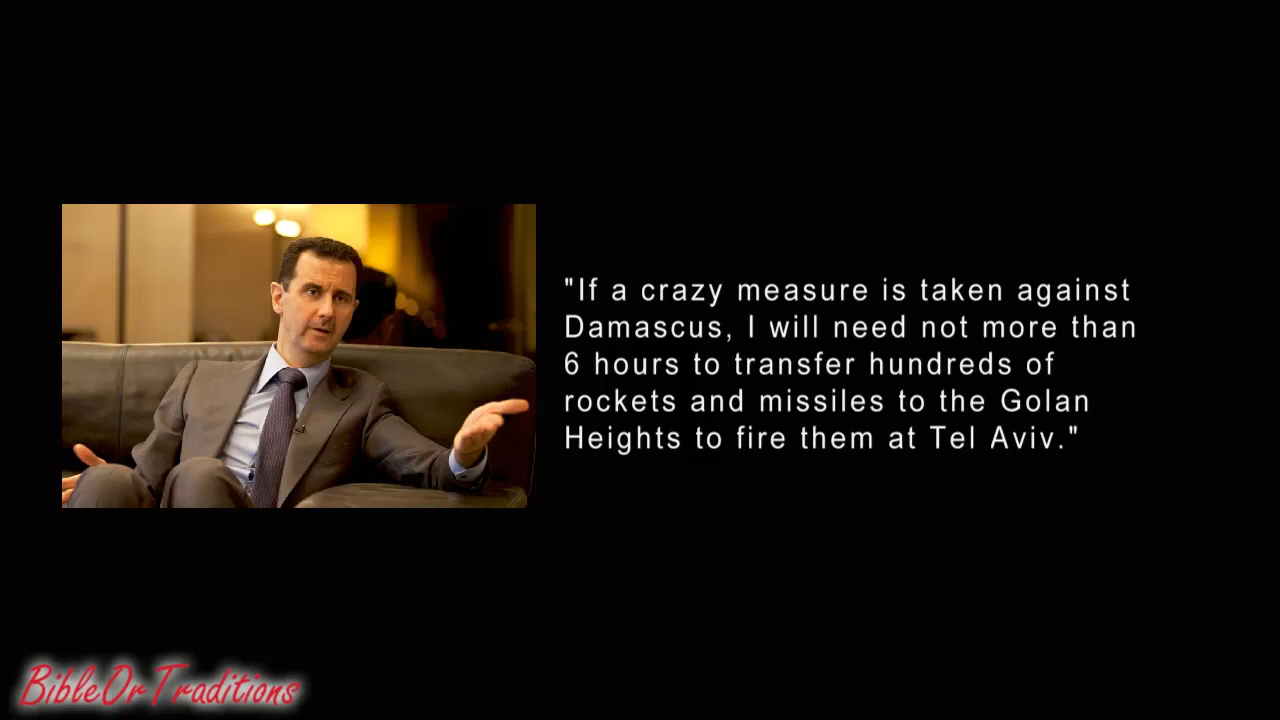 "If a crazy measure is taken against
Damascus, I will need not more than
6 hours to transfer hundreds of
rockets and missiles to the Golan
Heights to fire them at Tel Aviv."
BibleOrTraditions